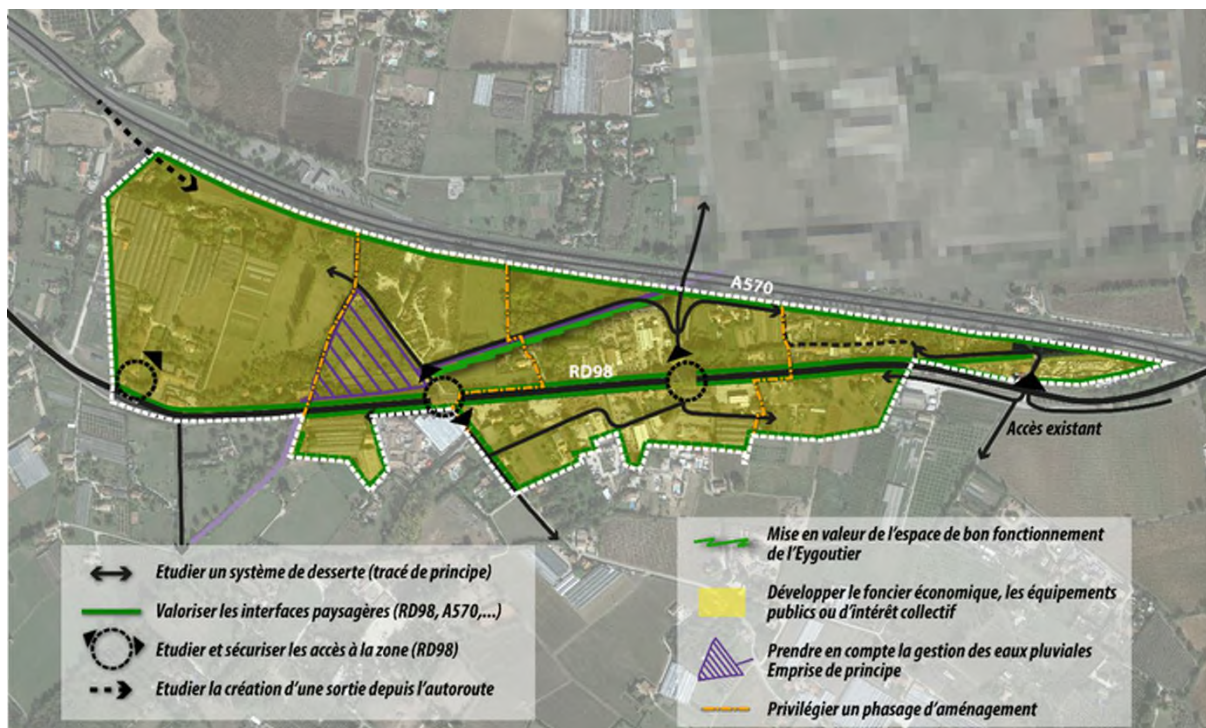 A570
RD98
Accès existant
Etudier un système de desserte (tracé de principe)
Valoriser les interfaces paysagères (RD98, A570,...)
Etudier et sécuriser les accès à la zone (RD98)
Etudier la création d'une sortie depuis l'autoroute
Mise en valeur de l'espace de bon fonctionnement
de l'Eygoutier
Développer le foncier économique, les équipements
publics ou d'intérêt collectif
Prendre en compte la gestion des eaux pluviales
Emprise de principe
Privilégier un phasage d'aménagement